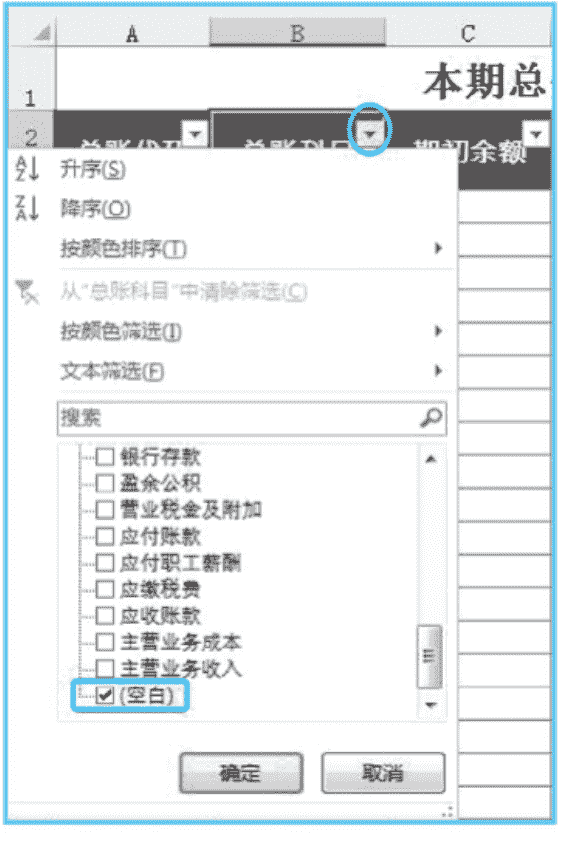 A B C
1 本期总
2 总账代码 总账科目 期初余额
升序(S)
降序(O)
按颜色排序(T)
从"总账科目"中清除筛选(C)
按颜色筛选(I)
文本筛选(F)
搜索
银行存款
盈余公积
营业税金及附加
应付账款
应付职工薪酬
应缴税费
应收账款
主营业务成本
主营业务收入
(空白)
确定 取消